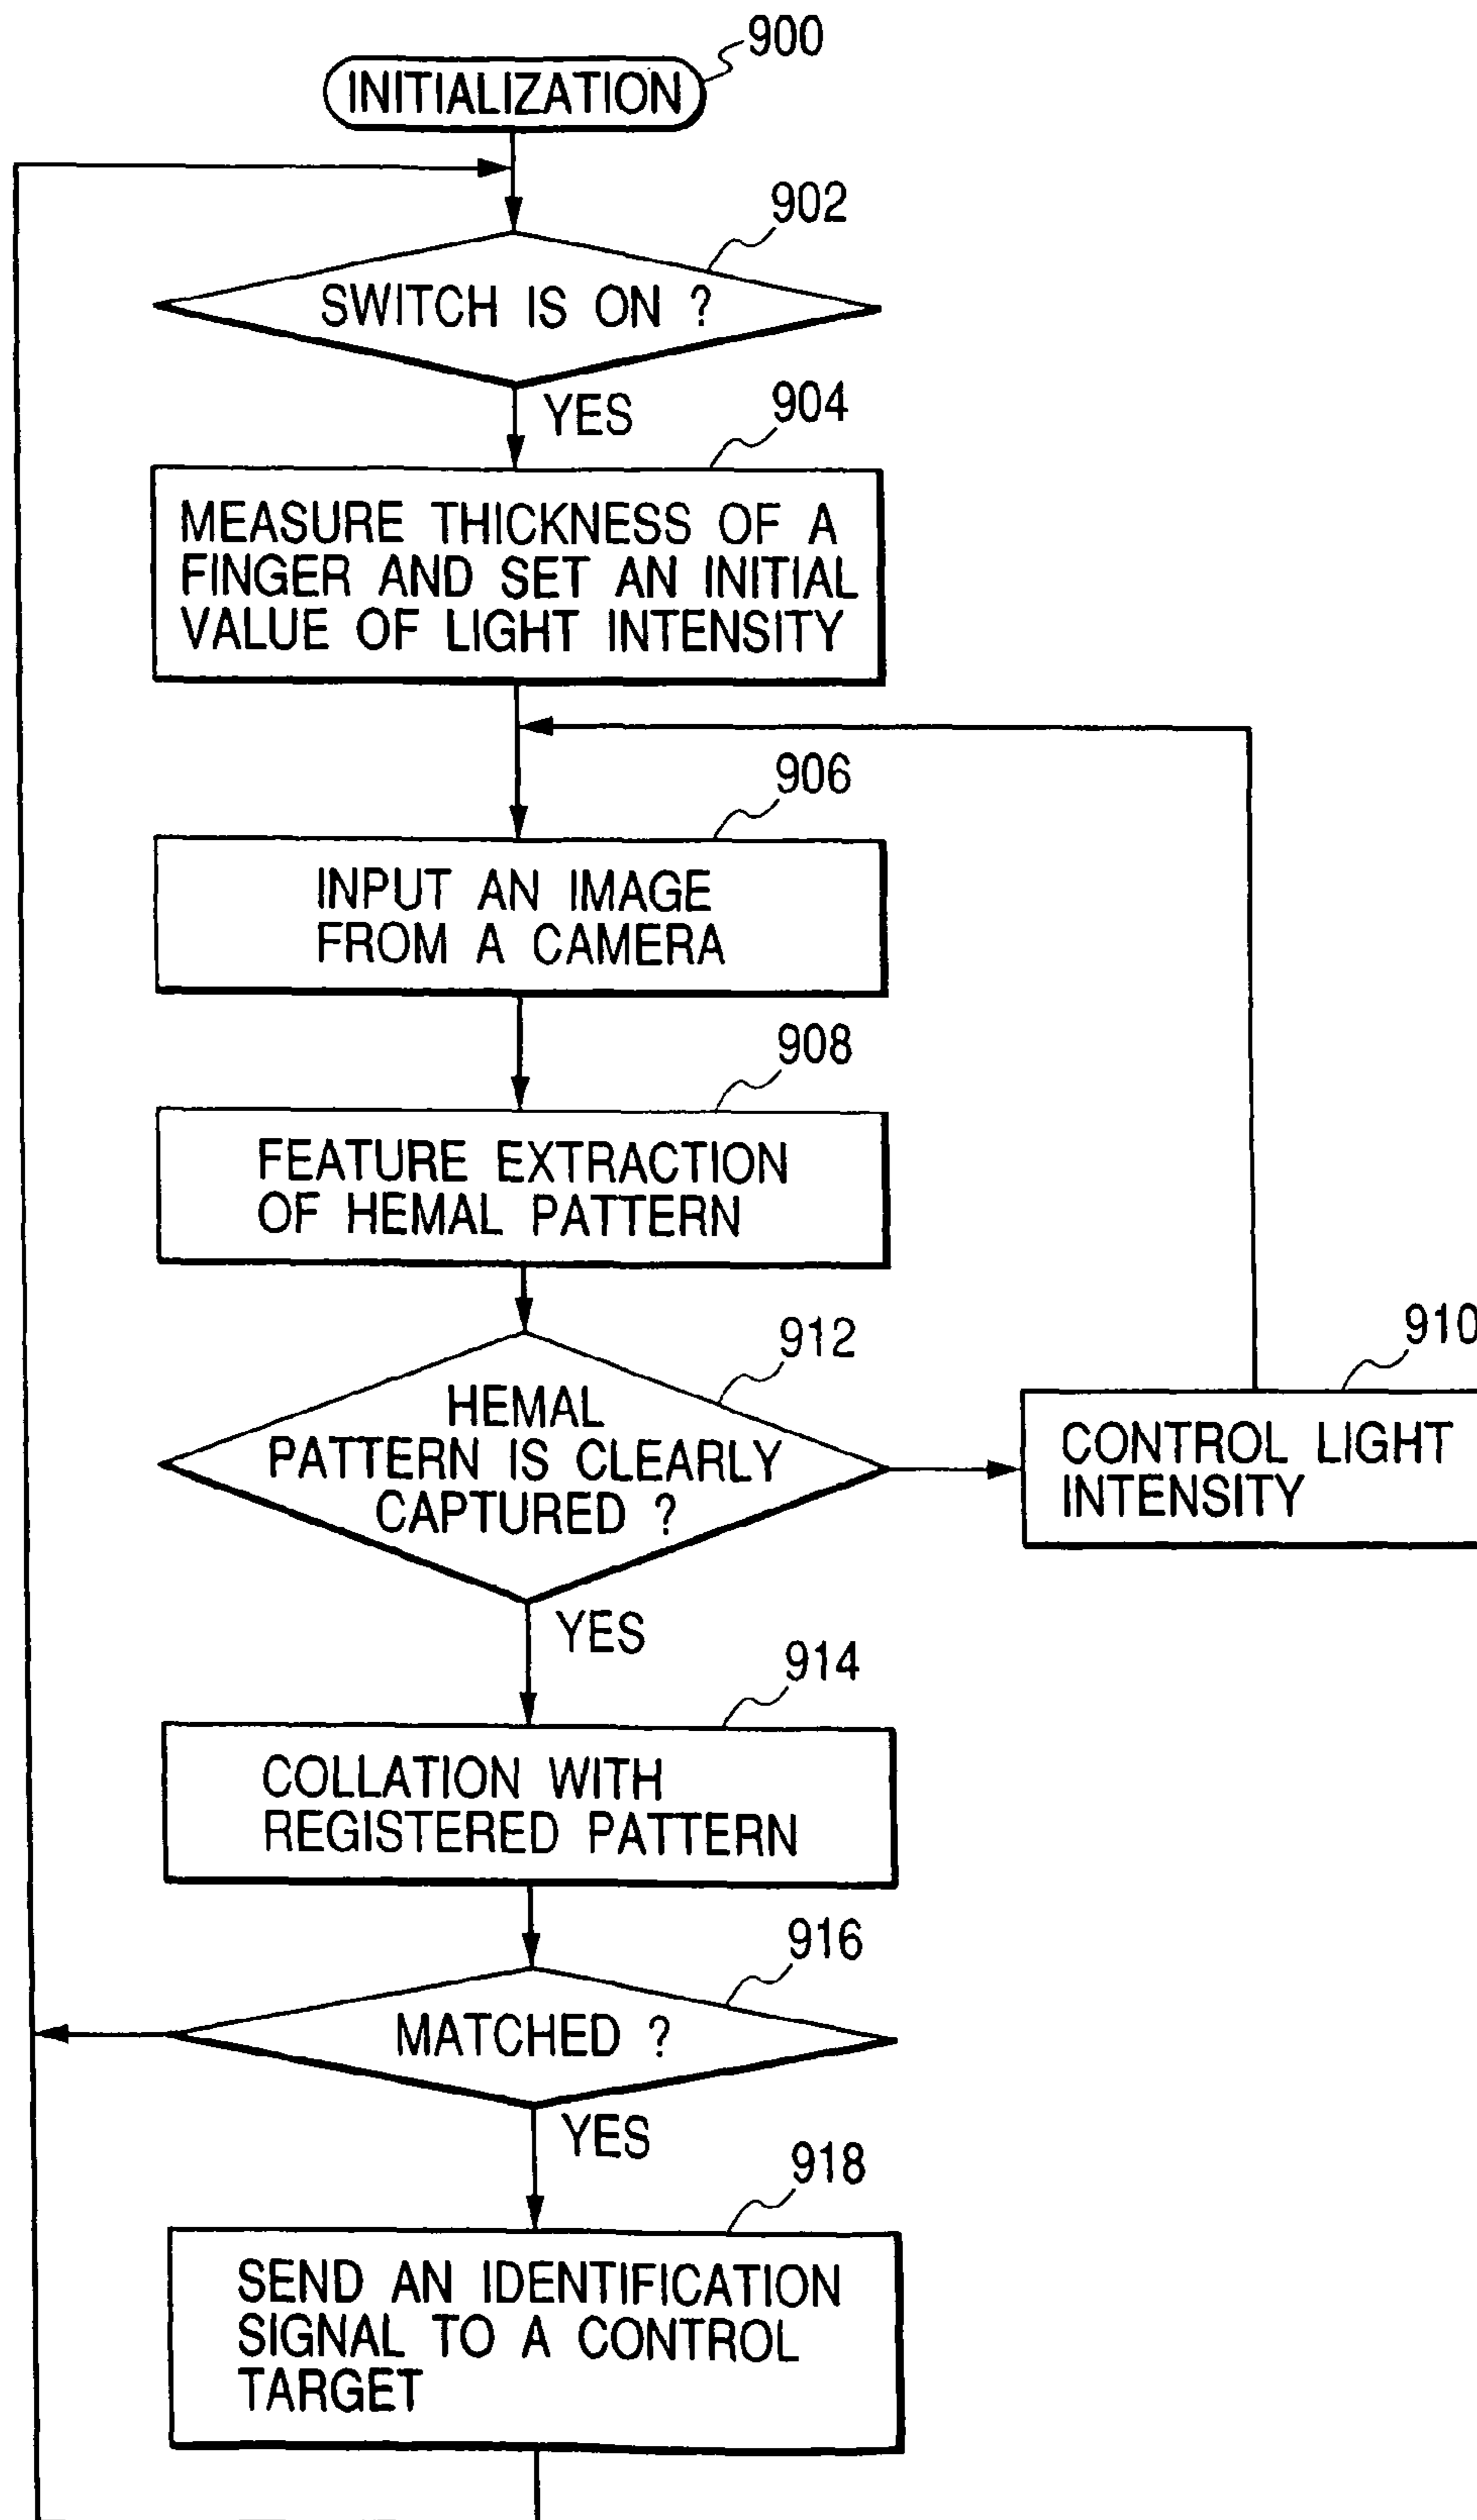 900
INITIALIZATION
902
SWITCH IS ON ?
YES
904
MEASURE THICKNESS OF A
FINGER AND SET AN INITIAL
VALUE OF LIGHT INTENSITY
906
INPUT AN IMAGE
FROM A CAMERA
908
FEATURE EXTRACTION
OF HEMAL PATTERN
912
HEMAL
PATTERN IS CLEARLY
CAPTURED ?
910
CONTROL LIGHT
INTENSITY
YES
914
COLLATION WITH
REGISTERED PATTERN
916
MATCHED ?
YES
918
SEND AN IDENTIFICATION
SIGNAL TO A CONTROL
TARGET